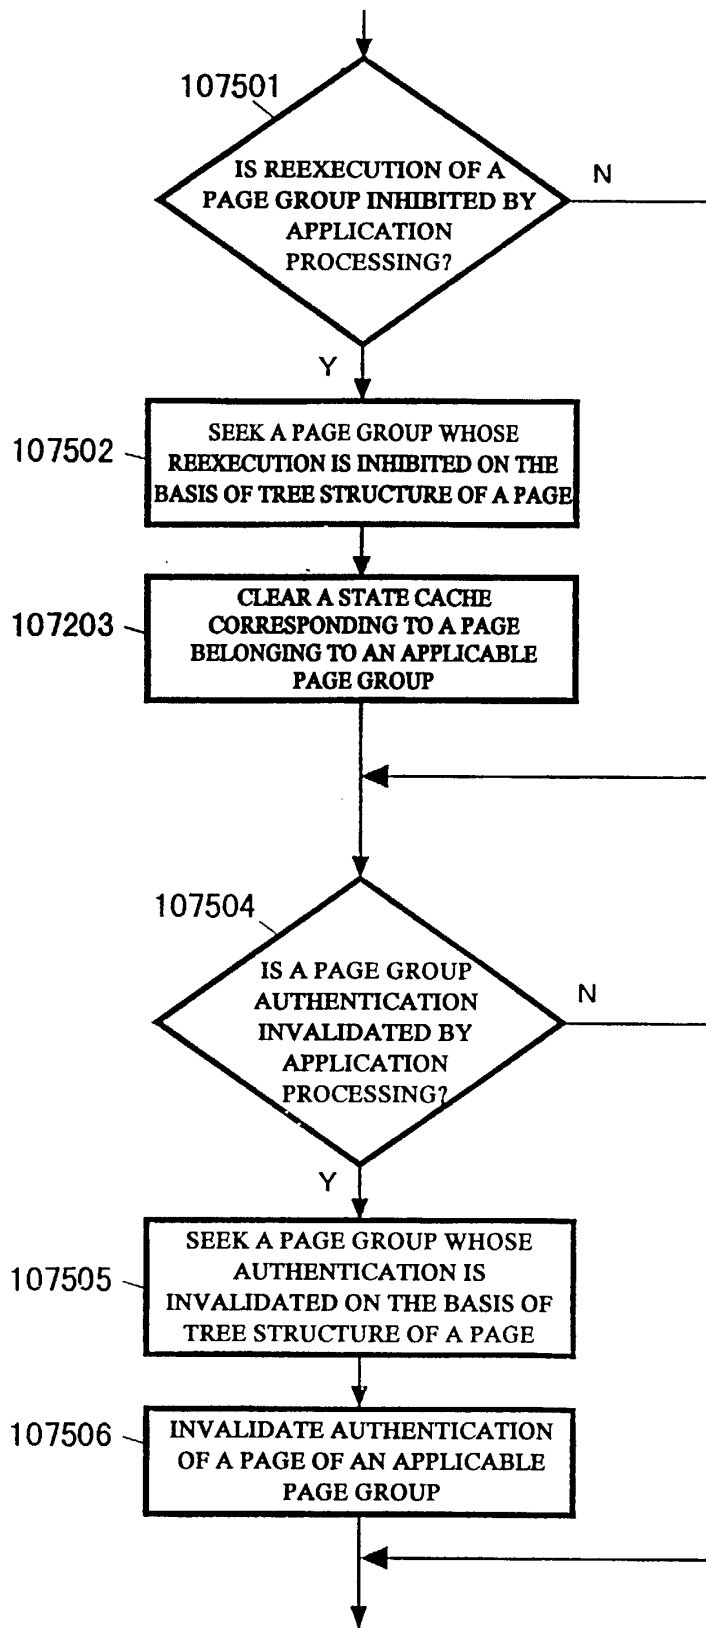 107501
IS REEXECUTION OF A
PAGE GROUP INHIBITED BY
APPLICATION
PROCESSING?
N
Y
107502
SEEK A PAGE GROUP WHOSE
REEXECUTION IS INHIBITED ON THE
BASIS OF TREE STRUCTURE OF A PAGE
107203
CLEAR A STATE CACHE
CORRESPONDING TO A PAGE
BELONGING TO AN APPLICABLE
PAGE GROUP
107504
IS A PAGE GROUP
AUTHENTICATION
INVALIDATED BY
APPLICATION
PROCESSING?
N
Y
107505
SEEK A PAGE GROUP WHOSE
AUTHENTICATION IS
INVALIDATED ON THE BASIS OF
TREE STRUCTURE OF A PAGE
107506
INVALIDATE AUTHENTICATION
OF A PAGE OF AN APPLICABLE
PAGE GROUP